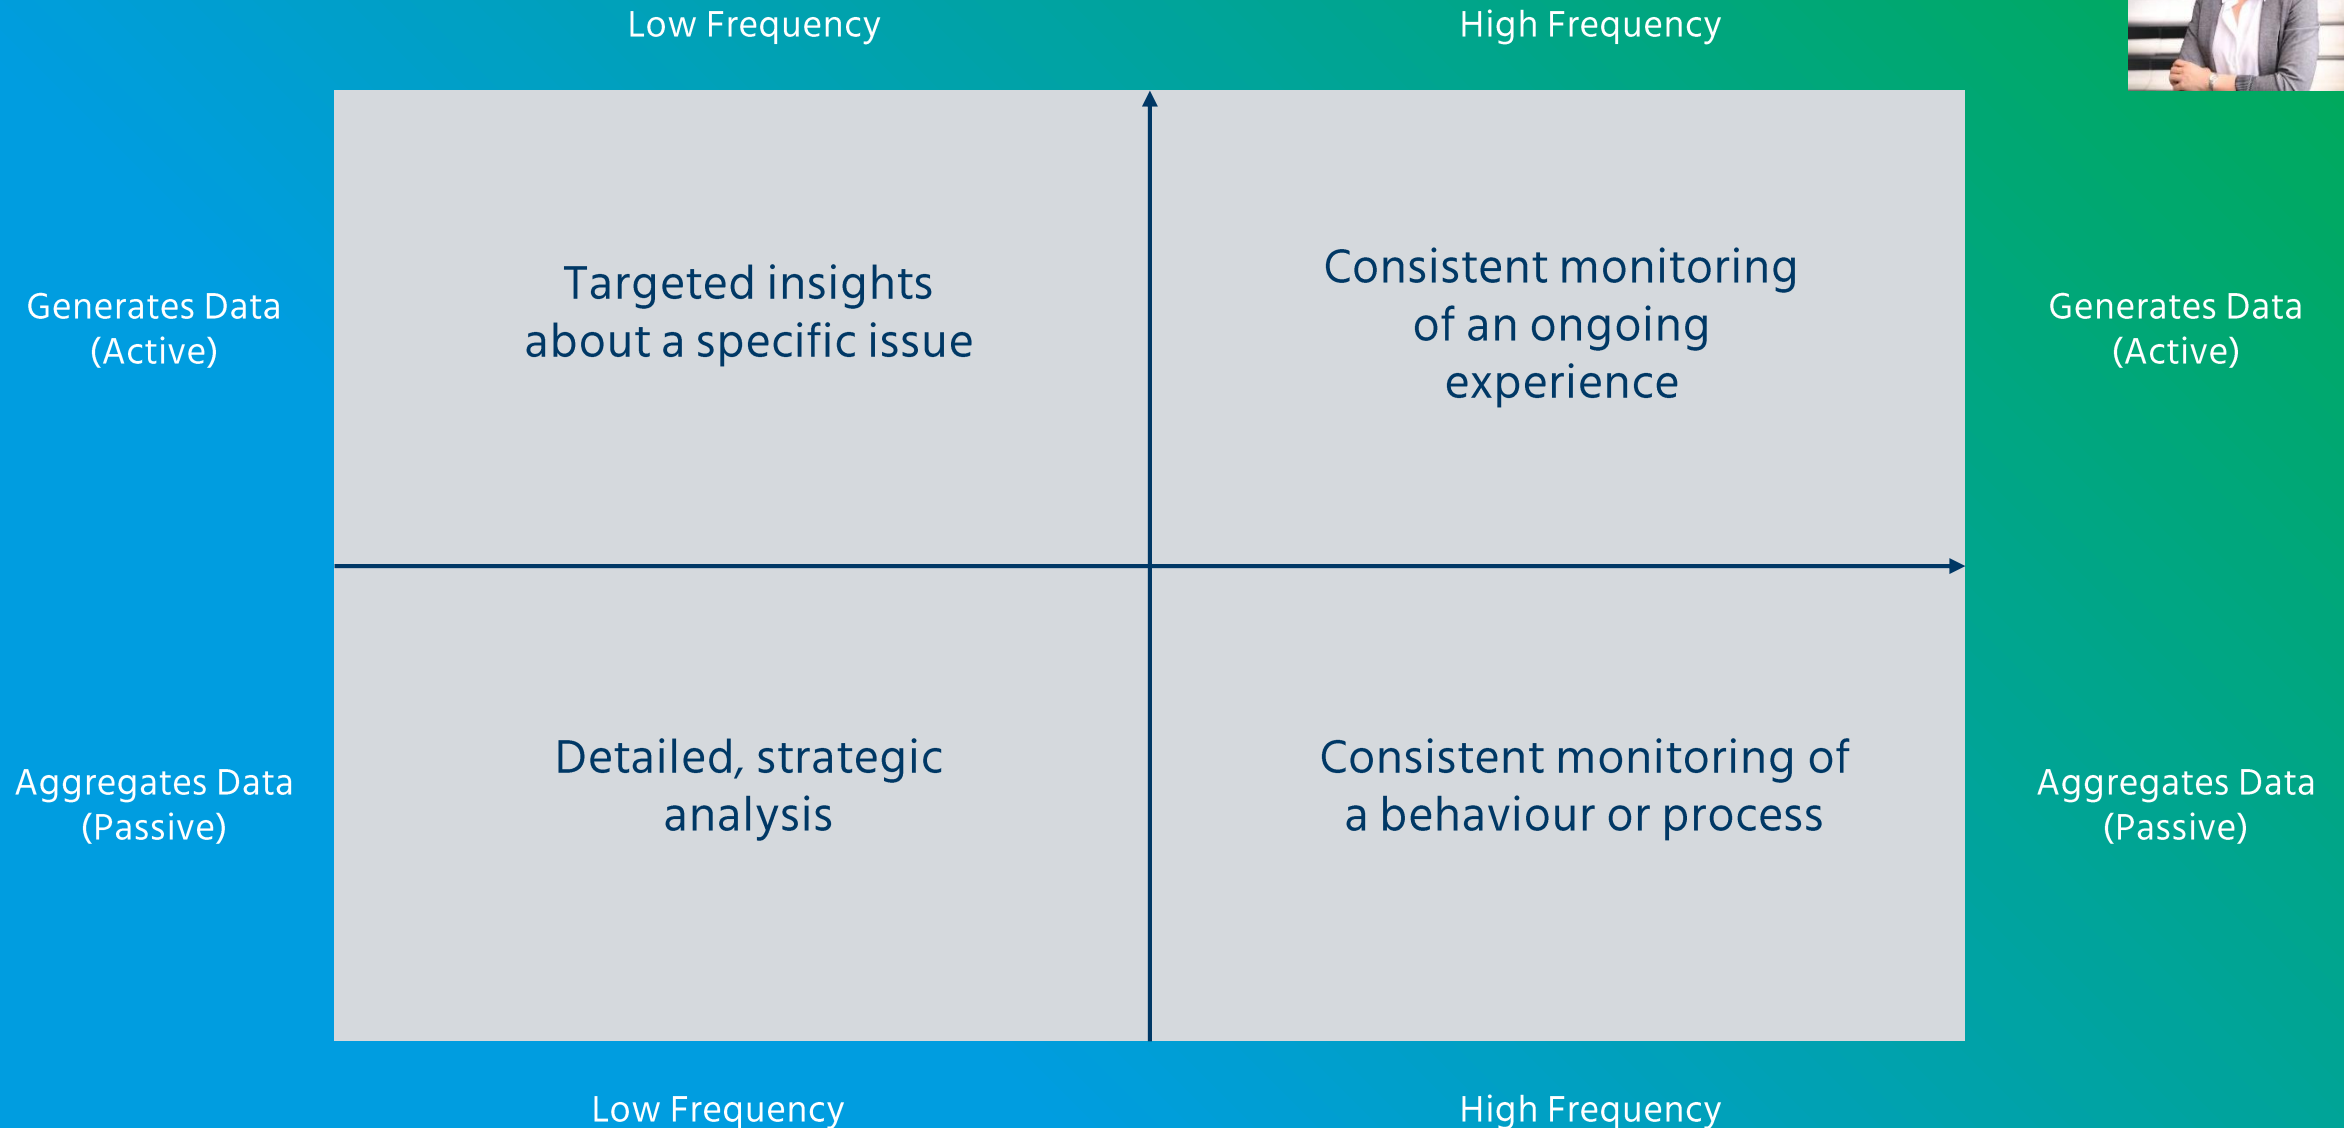 Low Frequency
High Frequency
Generates Data
(Active)
Targeted insights
about a specific issue
Consistent monitoring
of an ongoing
experience
Generates Data
(Active)
Aggregates Data
(Passive)
Detailed, strategic
analysis
Consistent monitoring of
a behaviour or process
Aggregates Data
(Passive)
Low Frequency
High Frequency